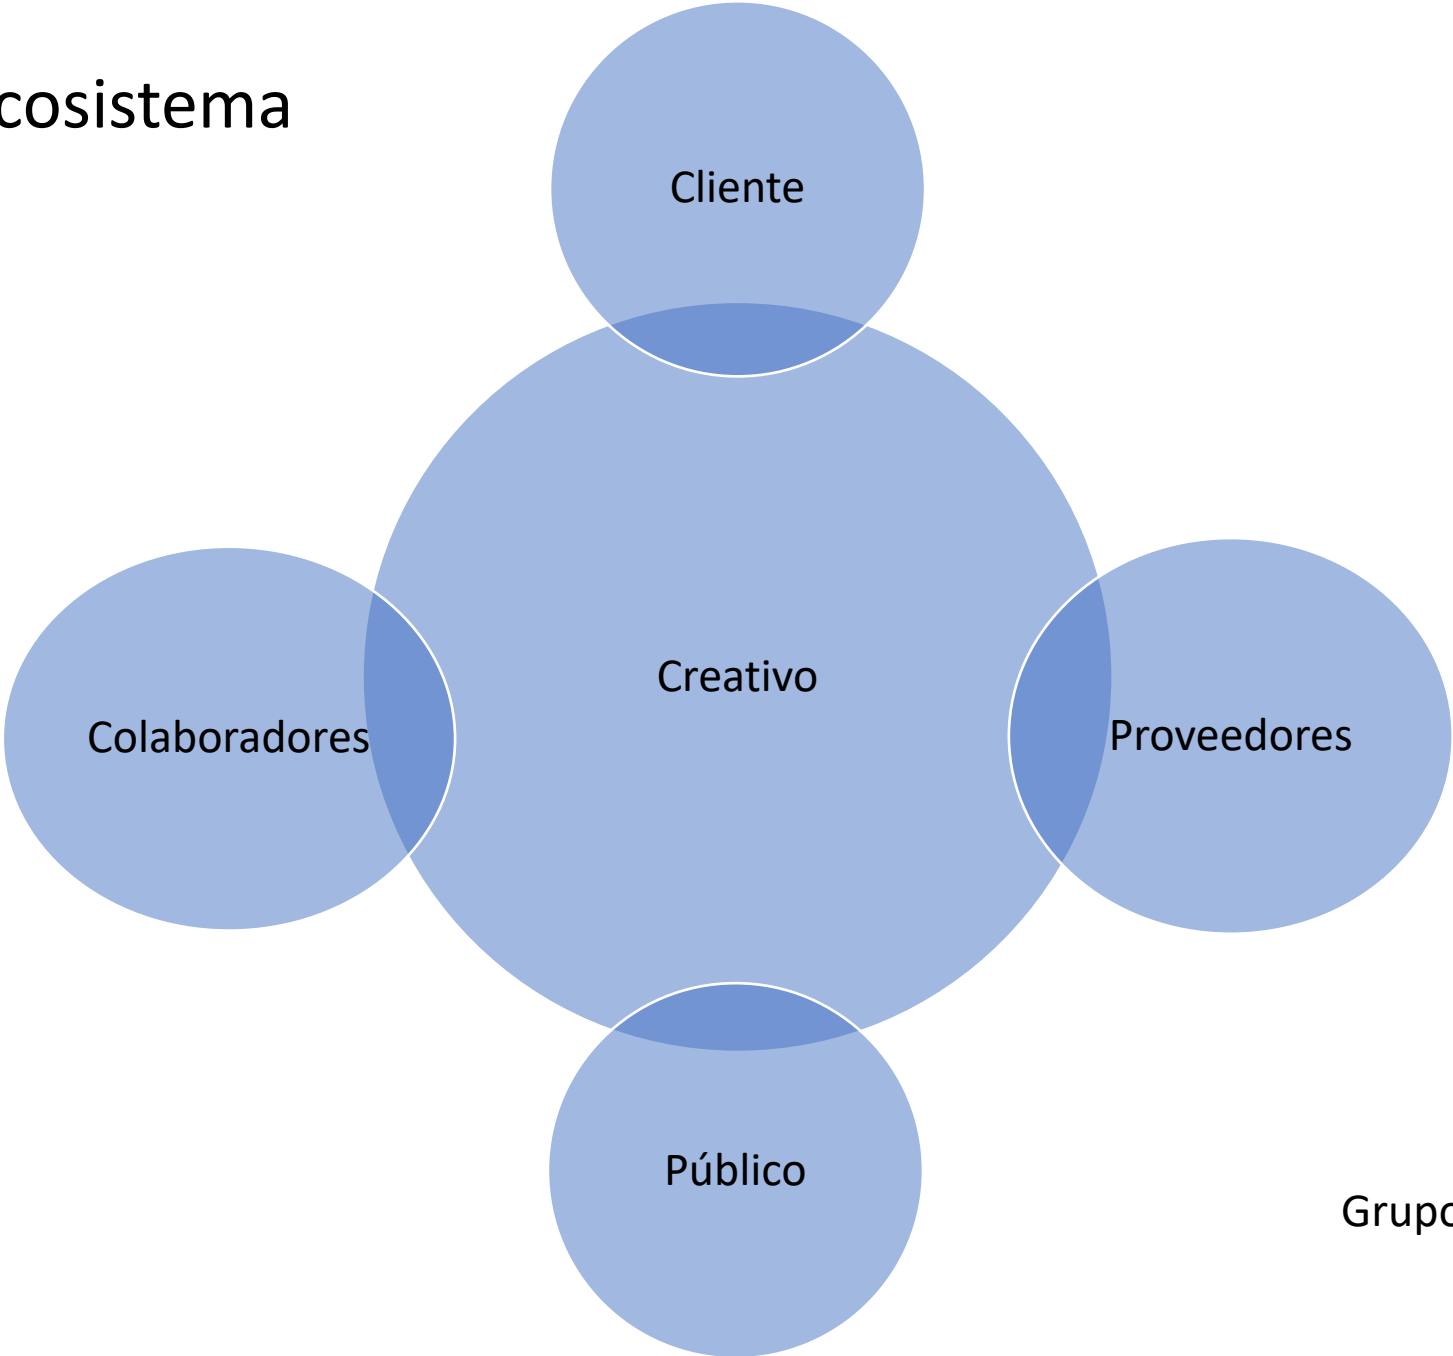 cosistema
Cliente
Creativo
Colaboradores
Proveedores
Público
Grupo